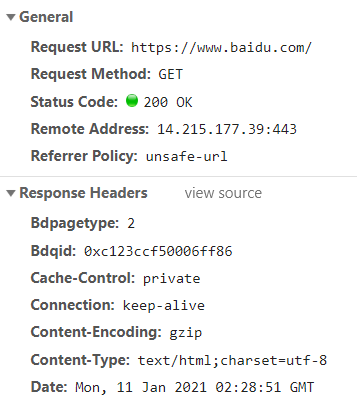 General
Request URL: https://www.baidu.com/
Request Method: GET
Status Code: 200 OK
Remote Address: 14.215.177.39:443
Referrer Policy: unsafe-url
Response Headers view source
Bdpagetype: 2
Bdqid: 0xc123ccf50006ff86
Cache-Control: private
Connection: keep-alive
Content-Encoding: gzip
Content-Type: text/html;charset=utf-8
Date: Mon, 11 Jan 2021 02:28:51 GMT